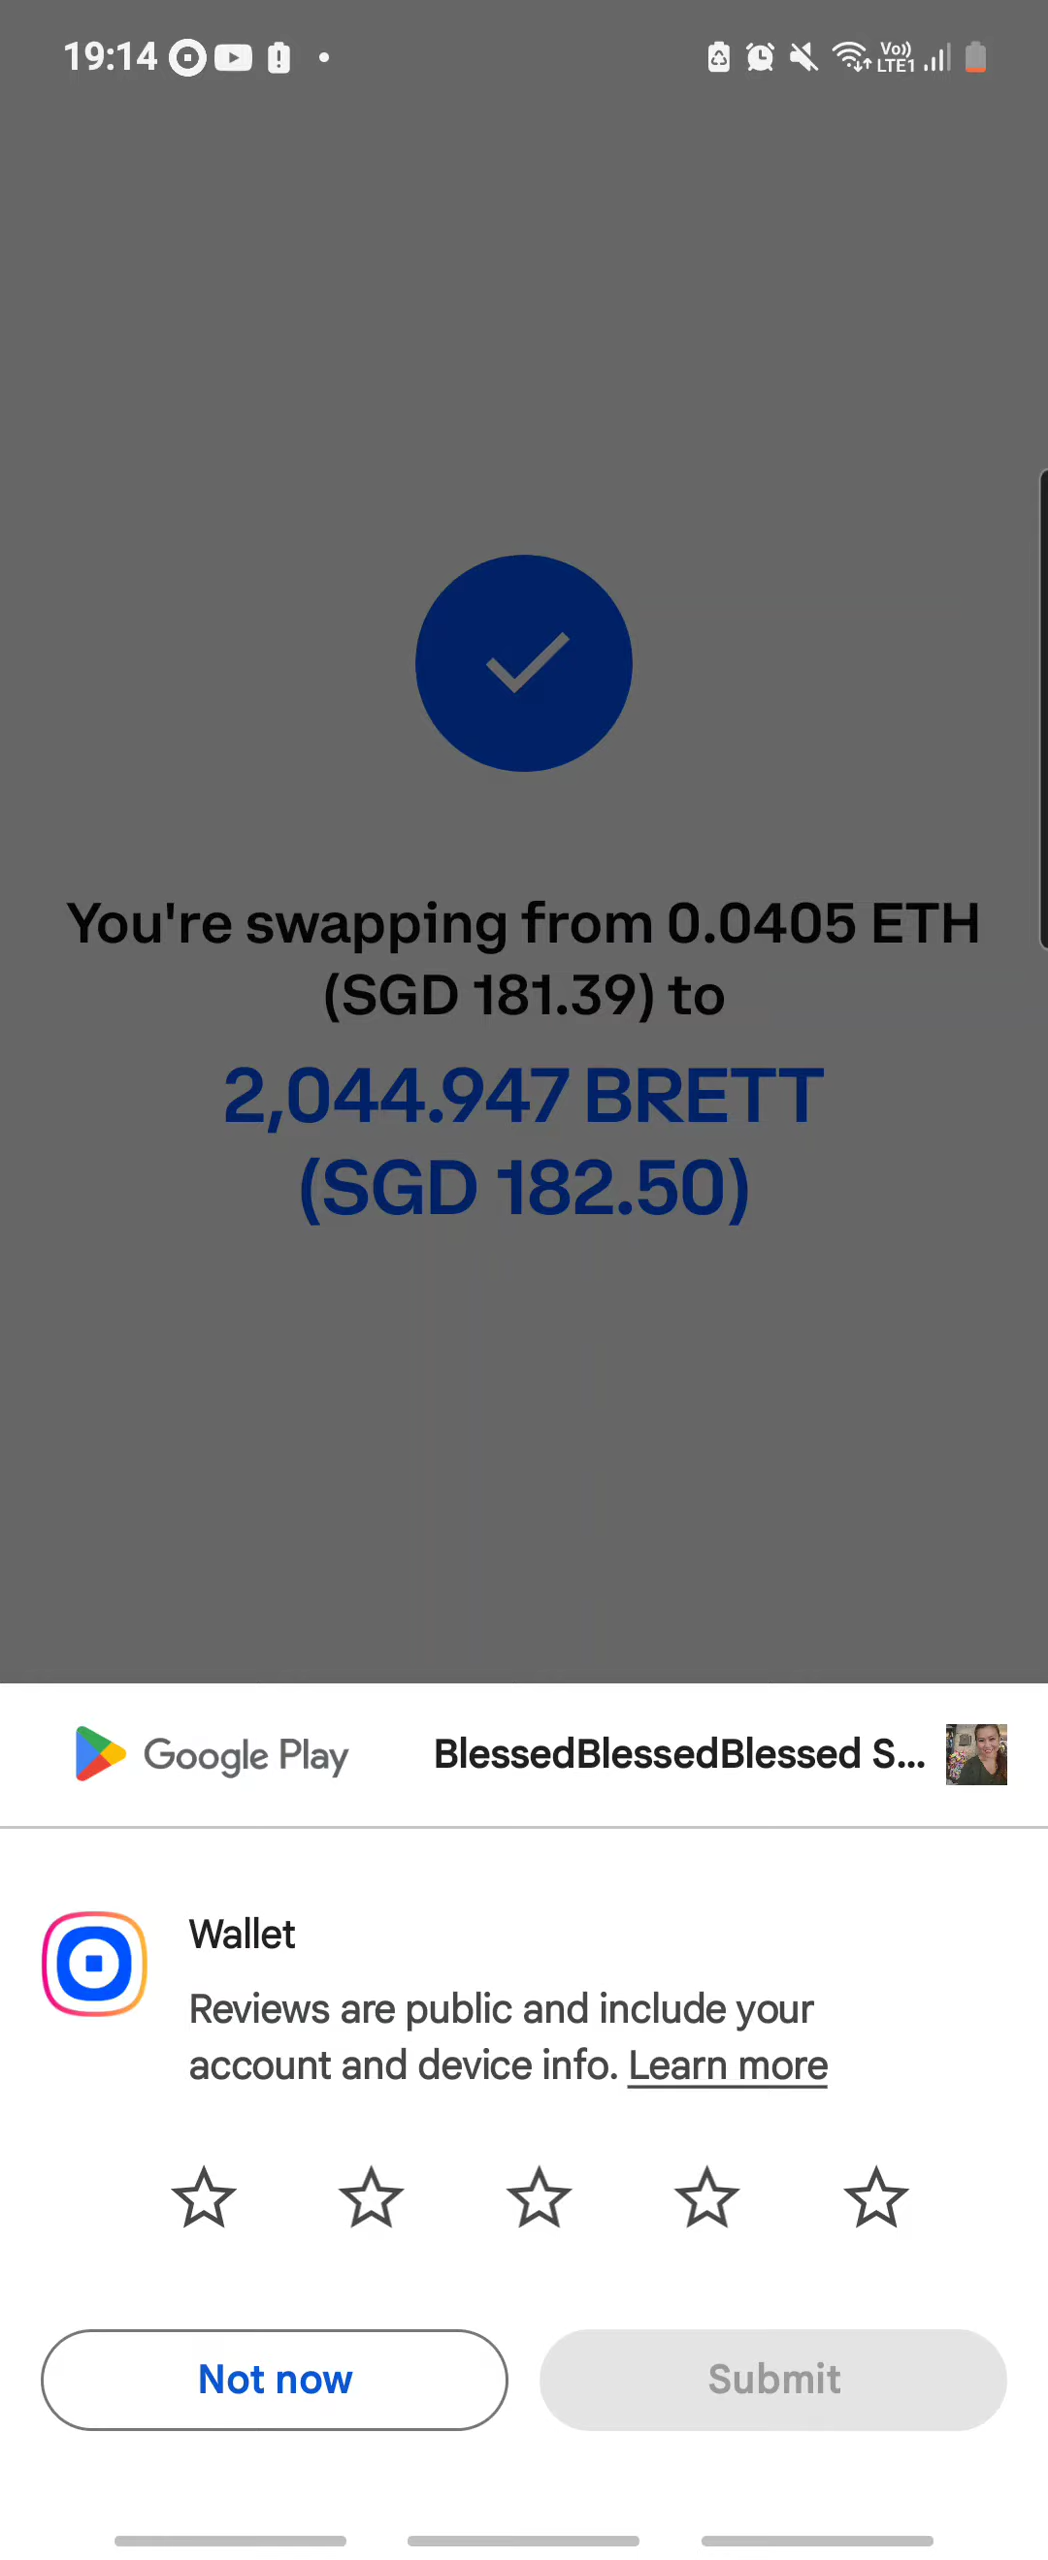 19:14
Vo))
LTE1
You're swapping from 0.0405 ETH
(SGD 181.39) to
2,044.947 BRETT
(SGD 182.50)
Google Play
BlessedBlessedBlessed S...
Wallet
Reviews are public and include your
account and device info. Learn more
Not now
Submit